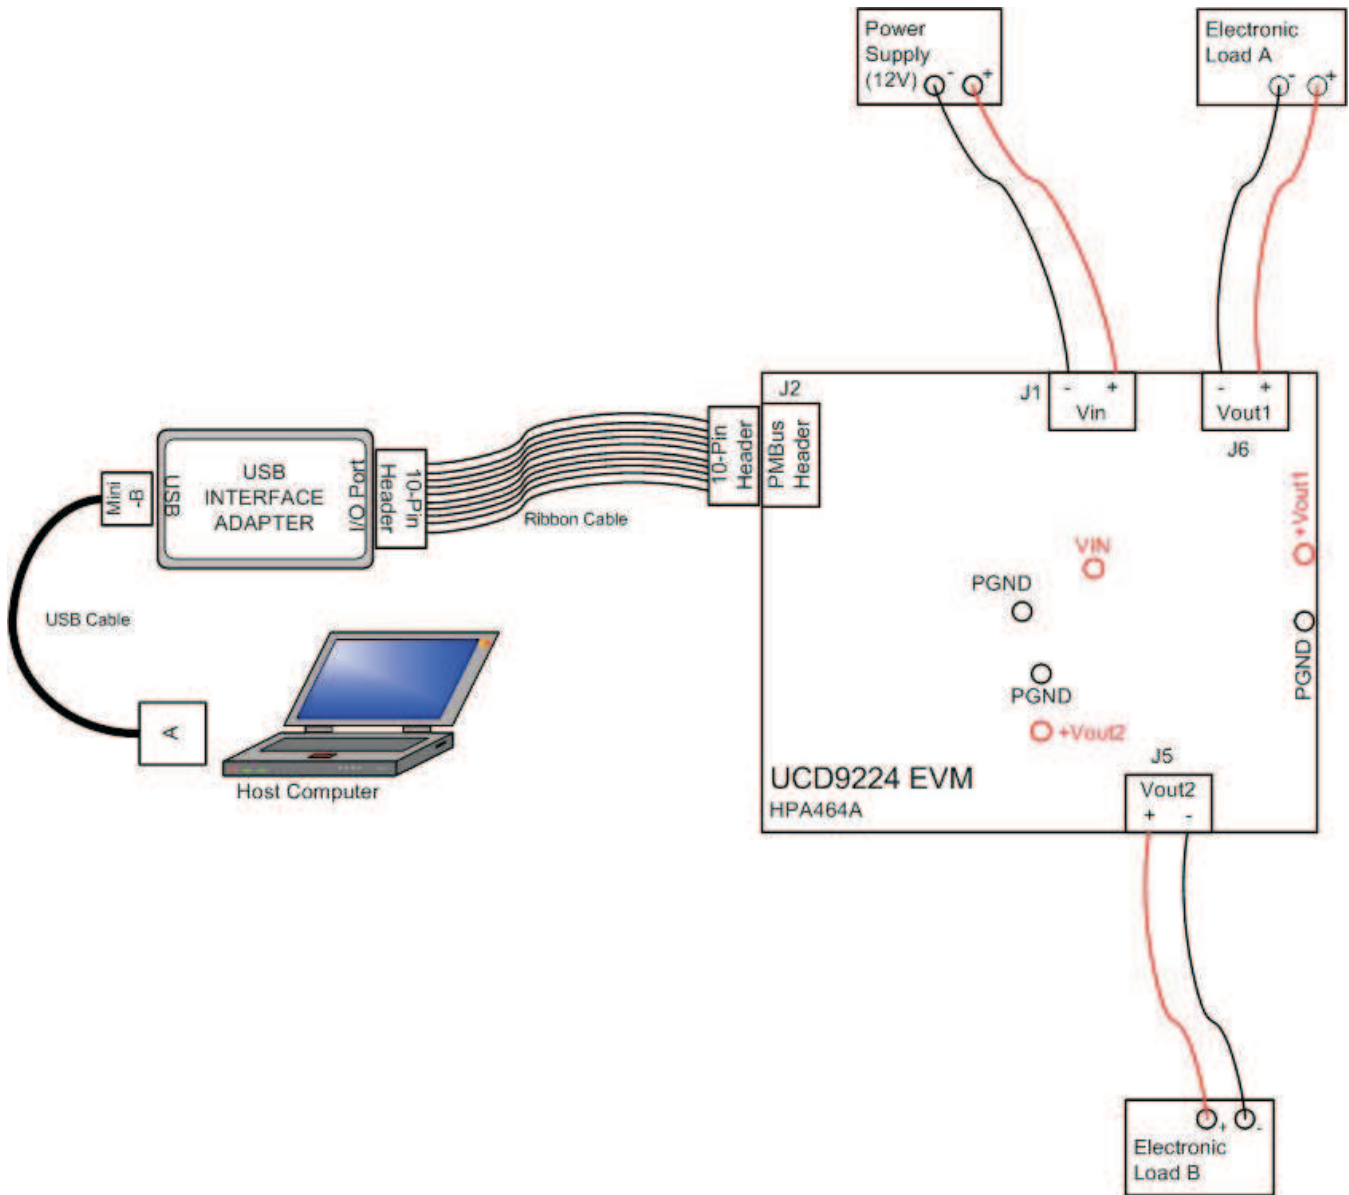 Power
Supply
(12V)
-
+
Electronic
Load A
-
+
J2
J1
-
+
Vin
-
+
Vout1
J6
10-Pin
Header
PMBus
Header
Mini
-B
USB
USB
INTERFACE
ADAPTER
I/O Port
10-Pin
Header
Ribbon Cable
+Vout1
VIN
PGND
USB Cable
PGND
PGND
+Vout2
A
Host Computer
UCD9224 EVM
HPA464A
J5
Vout2
+
-
+
-
Electronic
Load B